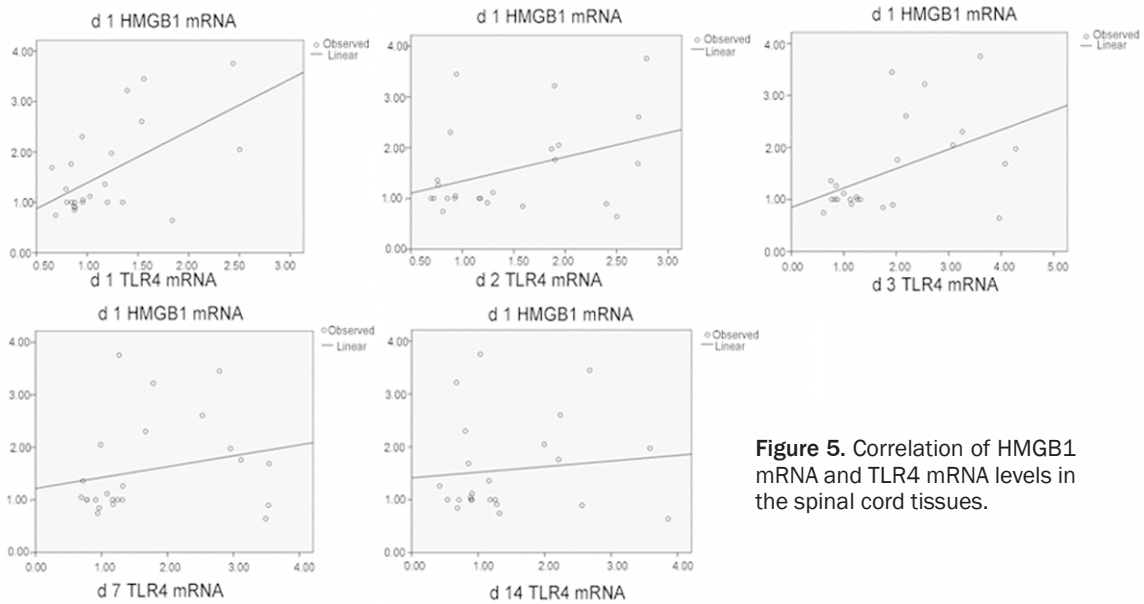 d 1 HMGB1 mRNA
Observed
Linear
4.00
3.00
2.00
1.00
0.00
0.50 1.00 1.50 2.00 2.50 3.00
d 1 TLR4 mRNA
d 1 HMGB1 mRNA
Observed
Linear
4.00
3.00
2.00
1.00
0.00
0.50 1.00 1.50 2.00 2.50 3.00
d 2 TLR4 mRNA
d 1 HMGB1 mRNA
Observed
Linear
4.00
3.00
2.00
1.00
0.00
0.00 1.00 2.00 3.00 4.00 5.00
d 3 TLR4 mRNA
d 1 HMGB1 mRNA
Observed
Linear
4.00
3.00
2.00
1.00
0.00
0.00 1.00 2.00 3.00 4.00
d 7 TLR4 mRNA
d 1 HMGB1 mRNA
Observed
Linear
4.00
3.00
2.00
1.00
0.00
0.00 1.00 2.00 3.00 4.00
d 14 TLR4 mRNA
Figure 5. Correlation of HMGB1
mRNA and TLR4 mRNA levels in
the spinal cord tissues.